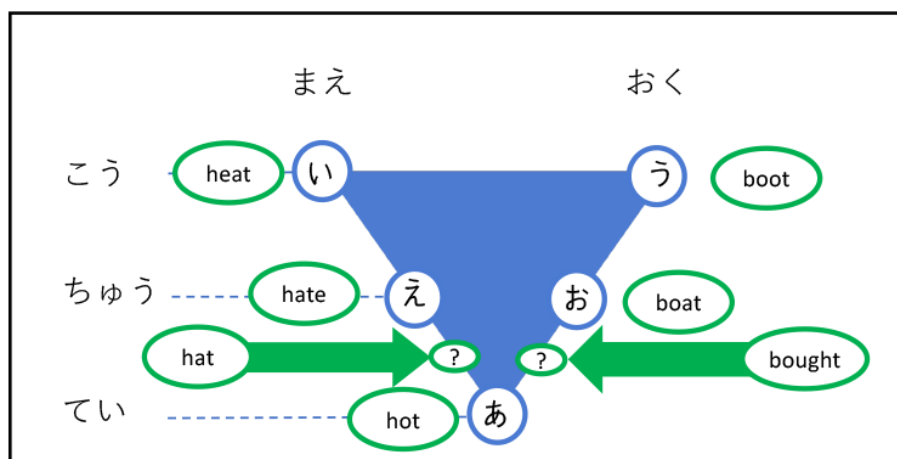 まえ おく
こう heat い う boot
ちゅう hate え お boat
hat ? ? bought
てい hot あ